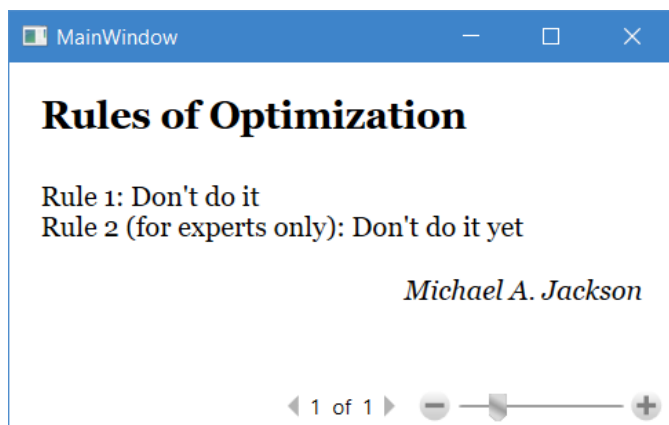 MainWindow
Rules of Optimization
Rule 1: Don't do it
Rule 2 (for experts only): Don't do it yet
Michael A. Jackson
1 of 1